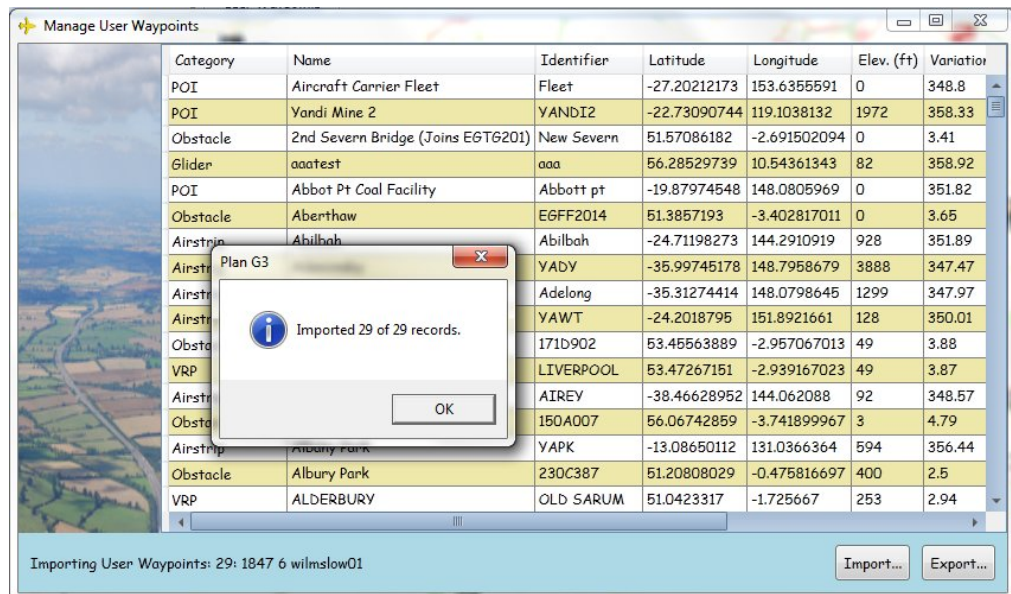 Manage User Waypoints
Category Name Identifier Latitude Longitude Elev. (ft) Variation
POI Aircraft Carrier Fleet Fleet -27.20212173 153.6355591 0 348.8
POI Yandi Mine 2 YANDI2 -22.73090744 119.1038132 1972 358.33
Obstacle 2nd Severn Bridge (Joins EGTG201) New Severn 51.57086182 -2.691502094 0 3.41
Glider aaatest aaa 56.28529739 10.54361343 82 358.92
POI Abbot Pt Coal Facility Abbott pt -19.87974548 148.0805969 0 351.82
Obstacle Aberthaw EGFF2014 51.3857193 -3.402817011 0 3.65
Airstrip Abilbah Abilbah -24.71198273 144.2910919 928 351.89
Airstr YADY -35.99745178 148.7958679 3888 347.47
Airstr Adelong -35.31274414 148.0798645 1299 347.97
Airstr YAWT -24.2018795 151.8921661 128 350.01
Obsta 171D902 53.45563889 -2.957067013 49 3.88
VRP LIVERPOOL 53.47267151 -2.939167023 49 3.87
Airstr AIREY -38.46628952 144.062088 92 348.57
Obsta 150A007 56.06742859 -3.741899967 3 4.79
Airstrip Albany Park YAPK -13.08650112 131.0366364 594 356.44
Obstacle Albury Park 230C387 51.20808029 -0.475816697 400 2.5
VRP ALDERBURY OLD SARUM 51.0423317 -1.725667 253 2.94
Plan G3
Imported 29 of 29 records.
OK
Importing User Waypoints: 29: 1847 6 wilmslow01
Import...
Export...